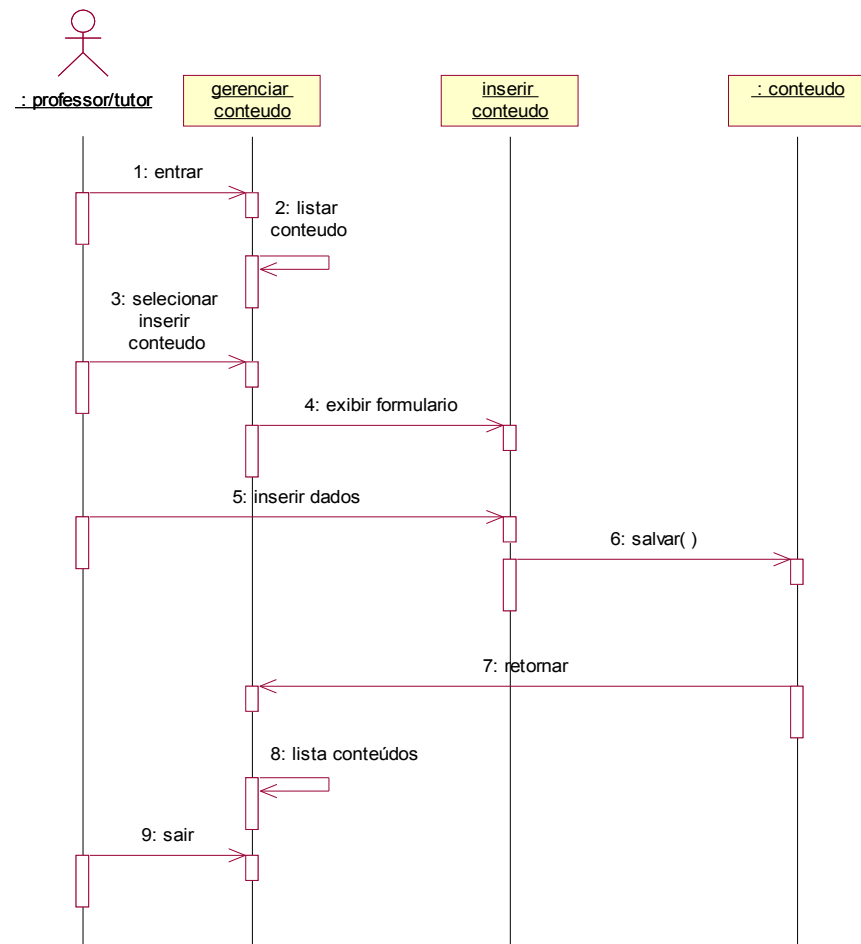 : professor/tutor
gerenciar
conteudo
inserir
conteudo
: conteudo
1: entrar
2: listar
conteudo
3: selecionar
inserir
conteudo
4: exibir formulario
5: inserir dados
6: salvar( )
7: retornar
8: lista conteúdos
9: sair